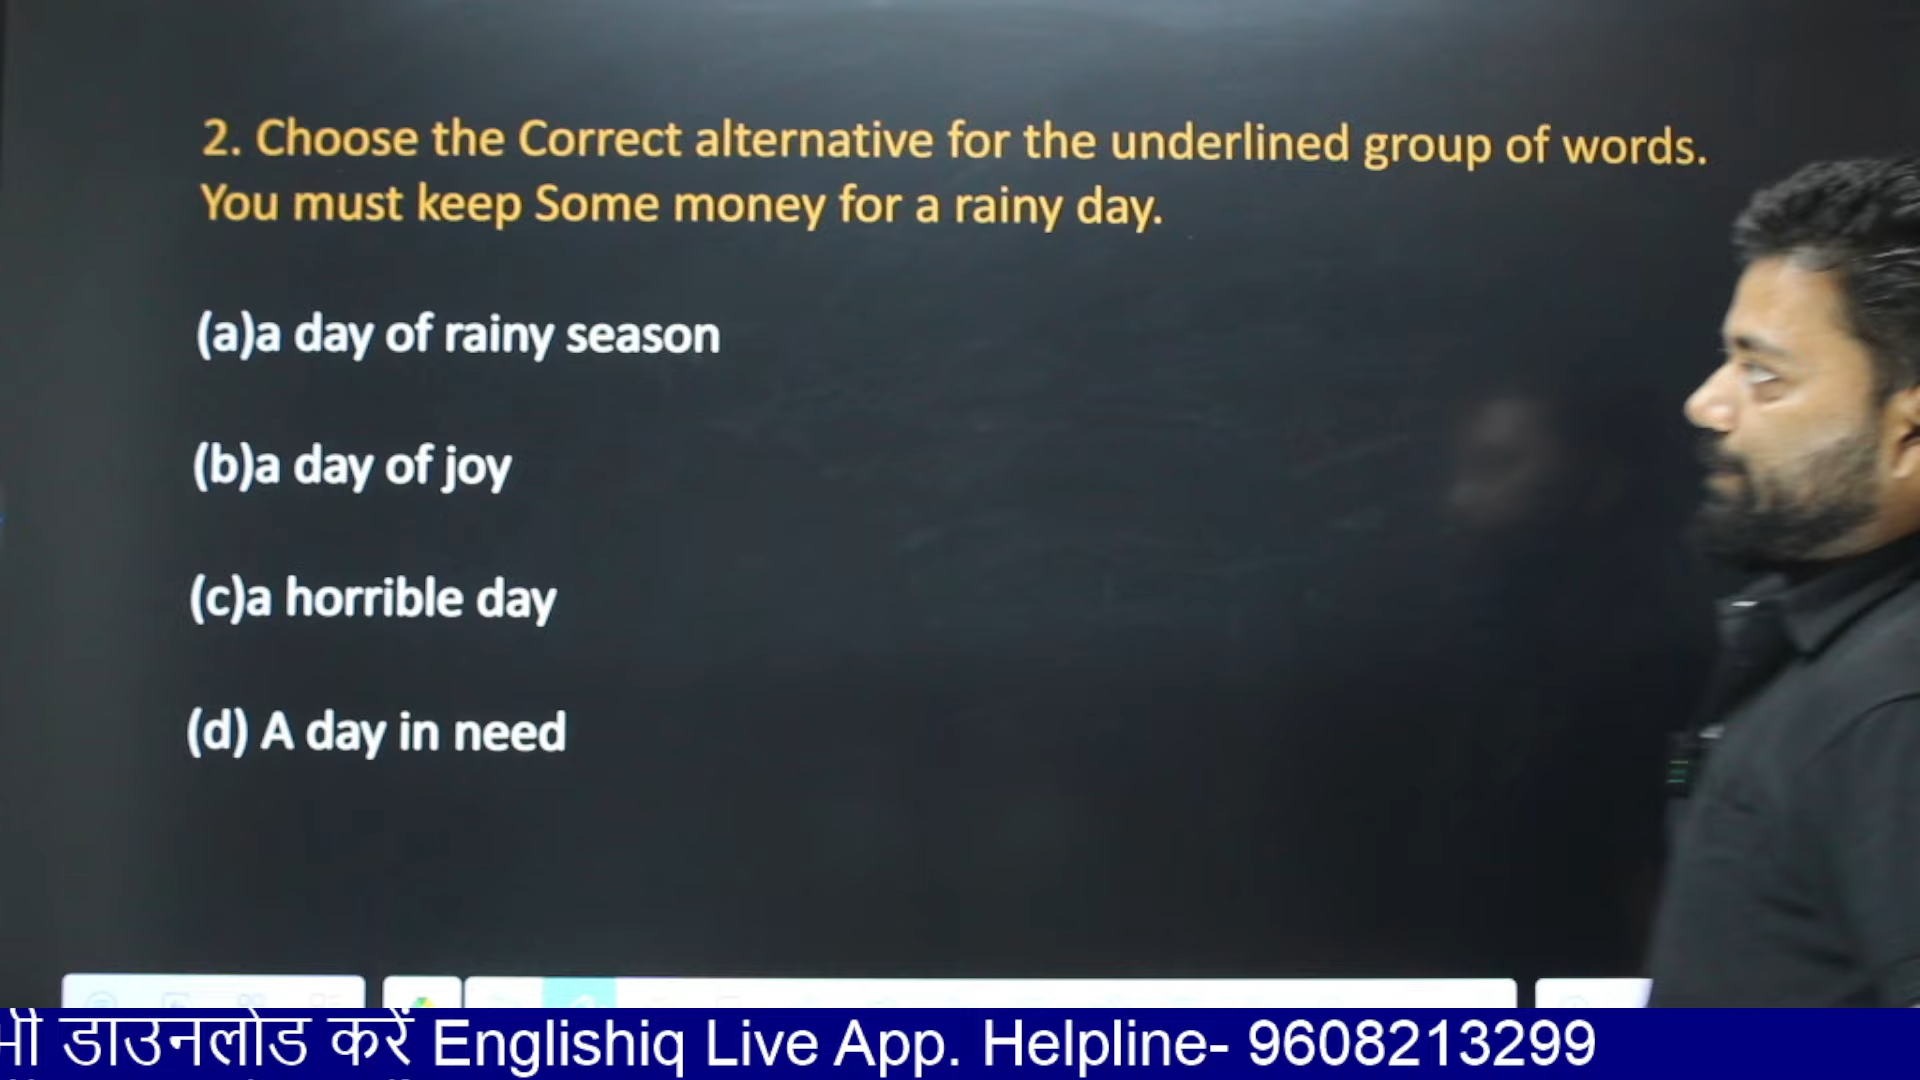 2. Choose the Correct alternative for the underlined group of words.
You must keep Some money for a rainy day.
(a)a day of rainy season
(b)a day of joy
(c)a horrible day
(d) A day in need
डाउनलोड करें Englishiq Live App. Helpline- 9608213299